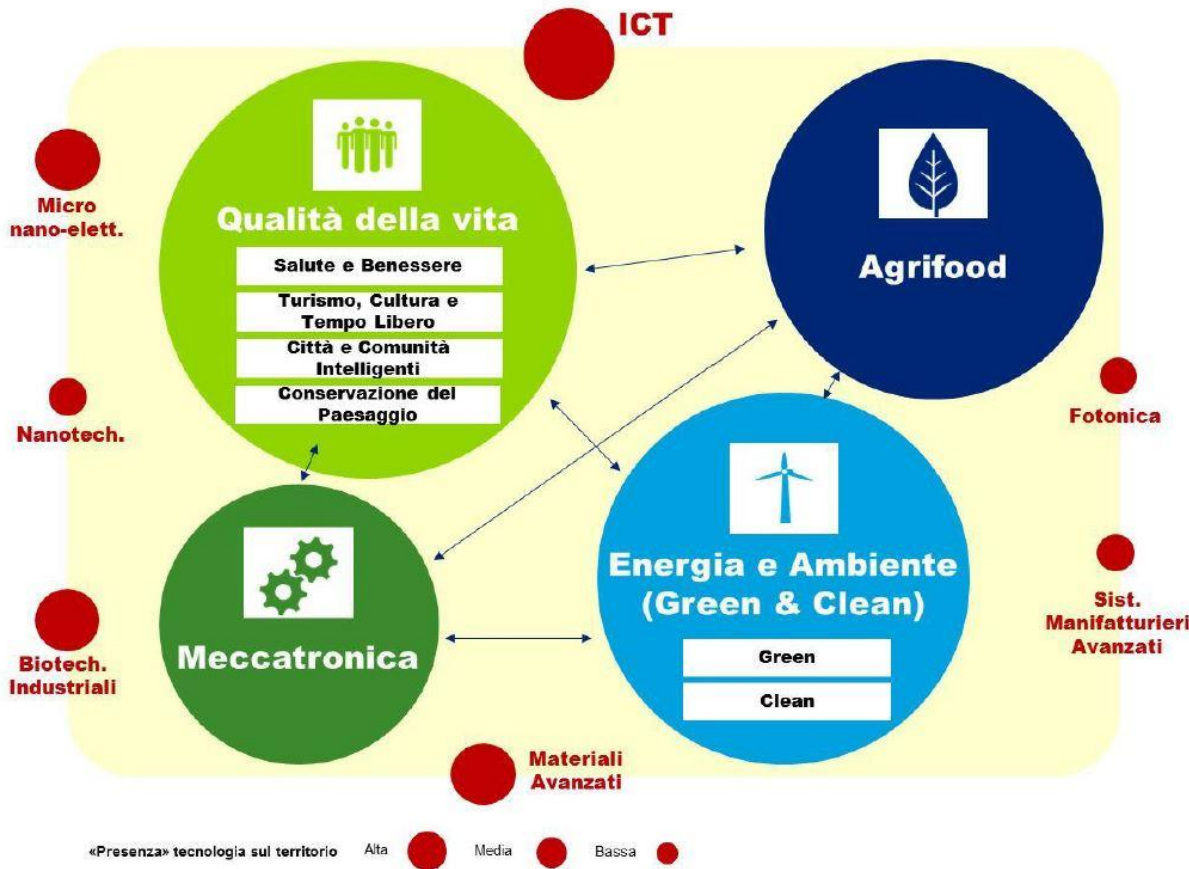 ICT
Qualità della vita
Salute e Benessere
Turismo, Cultura e
Tempo Libero
Città e Comunità
Intelligenti
Conservazione del
Paesaggio
Agrifood
Micro
nano-elett.
Nanotech.
Fotonica
Meccatronica
Energia e Ambiente
(Green & Clean)
Green
Clean
Sist.
Manifatturieri
Avanzati
Biotech.
Industriali
Materiali
Avanzati
«Presenza» tecnologia sul territorio Alta Media Bassa